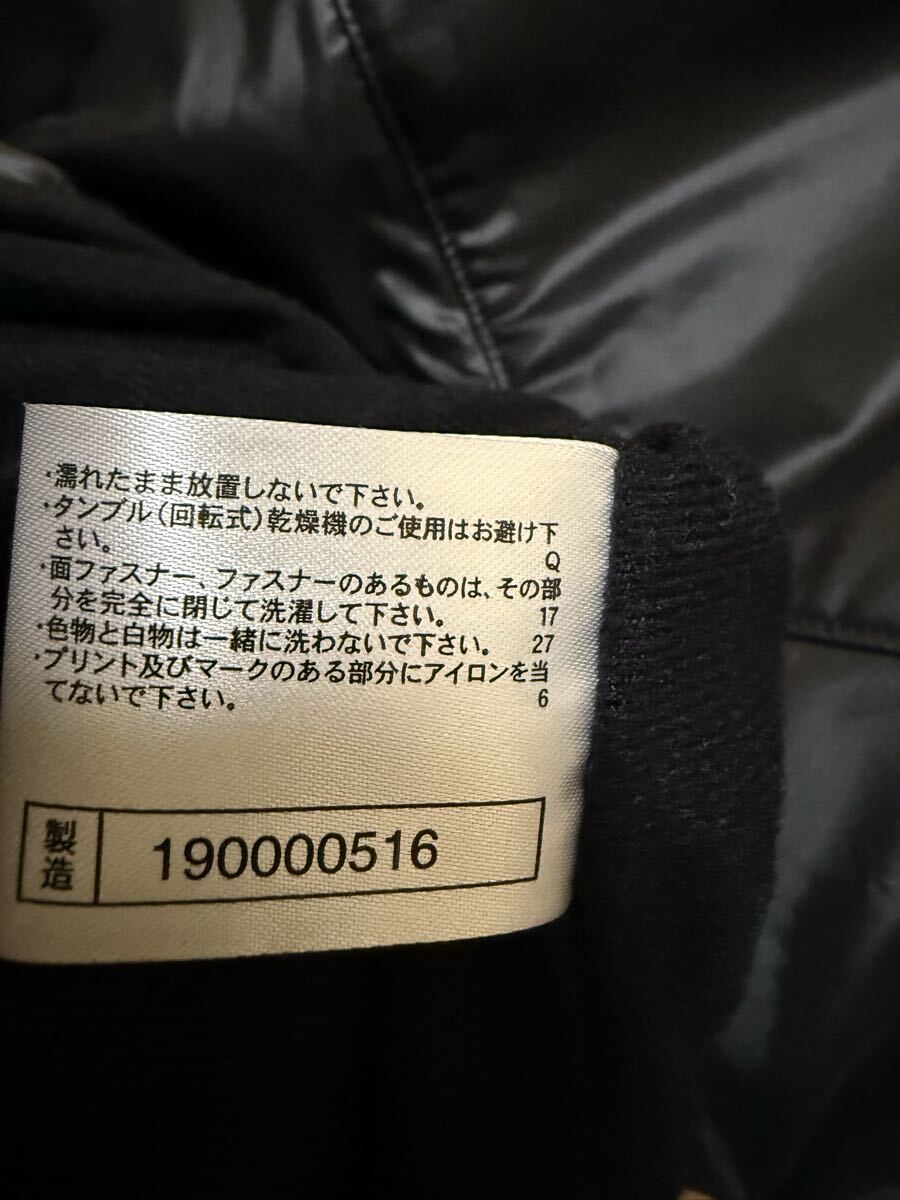 ・濡れたまま放置しないで下さい。
・タンブル(回転式)乾燥機のご使用はお避け下
さい。 Q
・面ファスナー、ファスナーのあるものは、その部
分を完全に閉じて洗濯して下さい。 17
・色物と白物は一緒に洗わないで下さい。 27
・プリント及びマークのある部分にアイロンを当
てないで下さい。 6
製造 190000516